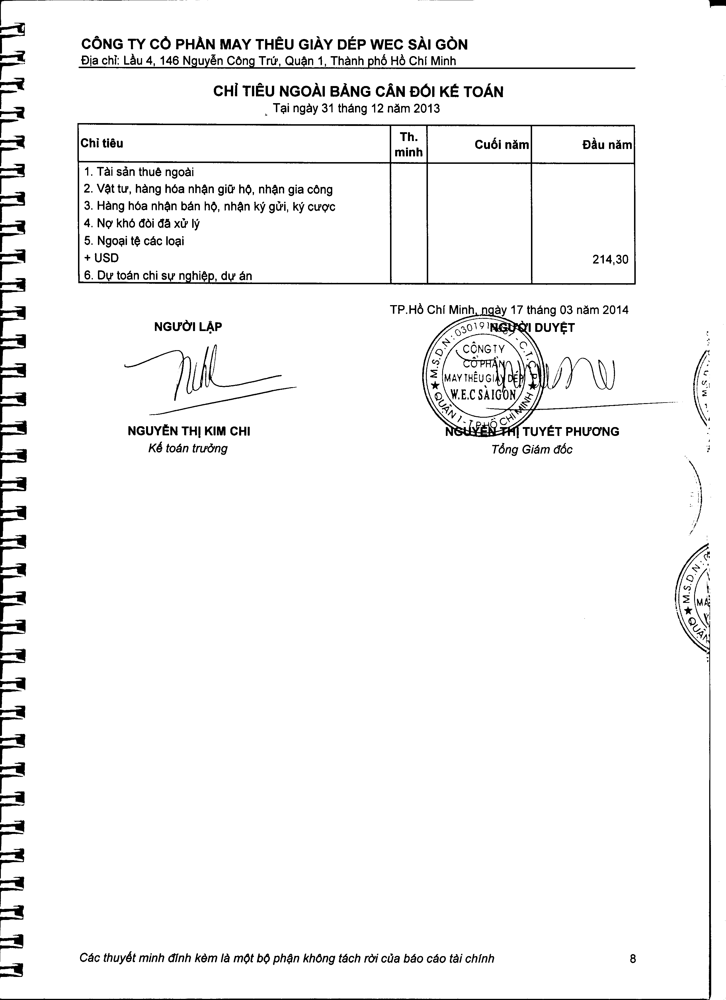 CÔNG TY CỔ PHẦN MAY THÊU GIÀY DÉP WEC SÀI GÒN
Địa chỉ: Lầu 4, 146 Nguyễn Công Trứ, Quận 1, Thành phố Hồ Chí Minh
CHỈ TIÊU NGOÀI BẢNG CÂN ĐỐI KẾ TOÁN
Tại ngày 31 tháng 12 năm 2013
Chỉ tiêu Th. minh Cuối năm Đầu năm
1. Tài sản thuê ngoài
2. Vật tư, hàng hóa nhận giữ hộ, nhận gia công
3. Hàng hóa nhận bán hộ, nhận ký gửi, ký cược
4. Nợ khó đòi đã xử lý
5. Ngoại tệ các loại
+ USD 214,30
6. Dự toán chi sự nghiệp, dự án
TP.Hồ Chí Minh, ngày 17 tháng 03 năm 2014
NGƯỜI LẬP NGƯỜI DUYỆT
M.S.D.N: C.T.C.P
CÔNG TY
CỔ PHẦN
MAY THÊU GIÀY DÉP
W.E.C SÀI GÒN
QUẬN 1 - T.P HỒ CHÍ MINH
NGUYỄN THỊ KIM CHI NGUYỄN THỊ TUYẾT PHƯƠNG
Kế toán trưởng Tổng Giám đốc
M.S.D.N:
MA
QUẬN
Các thuyết minh đính kèm là một bộ phận không tách rời của báo cáo tài chính 8